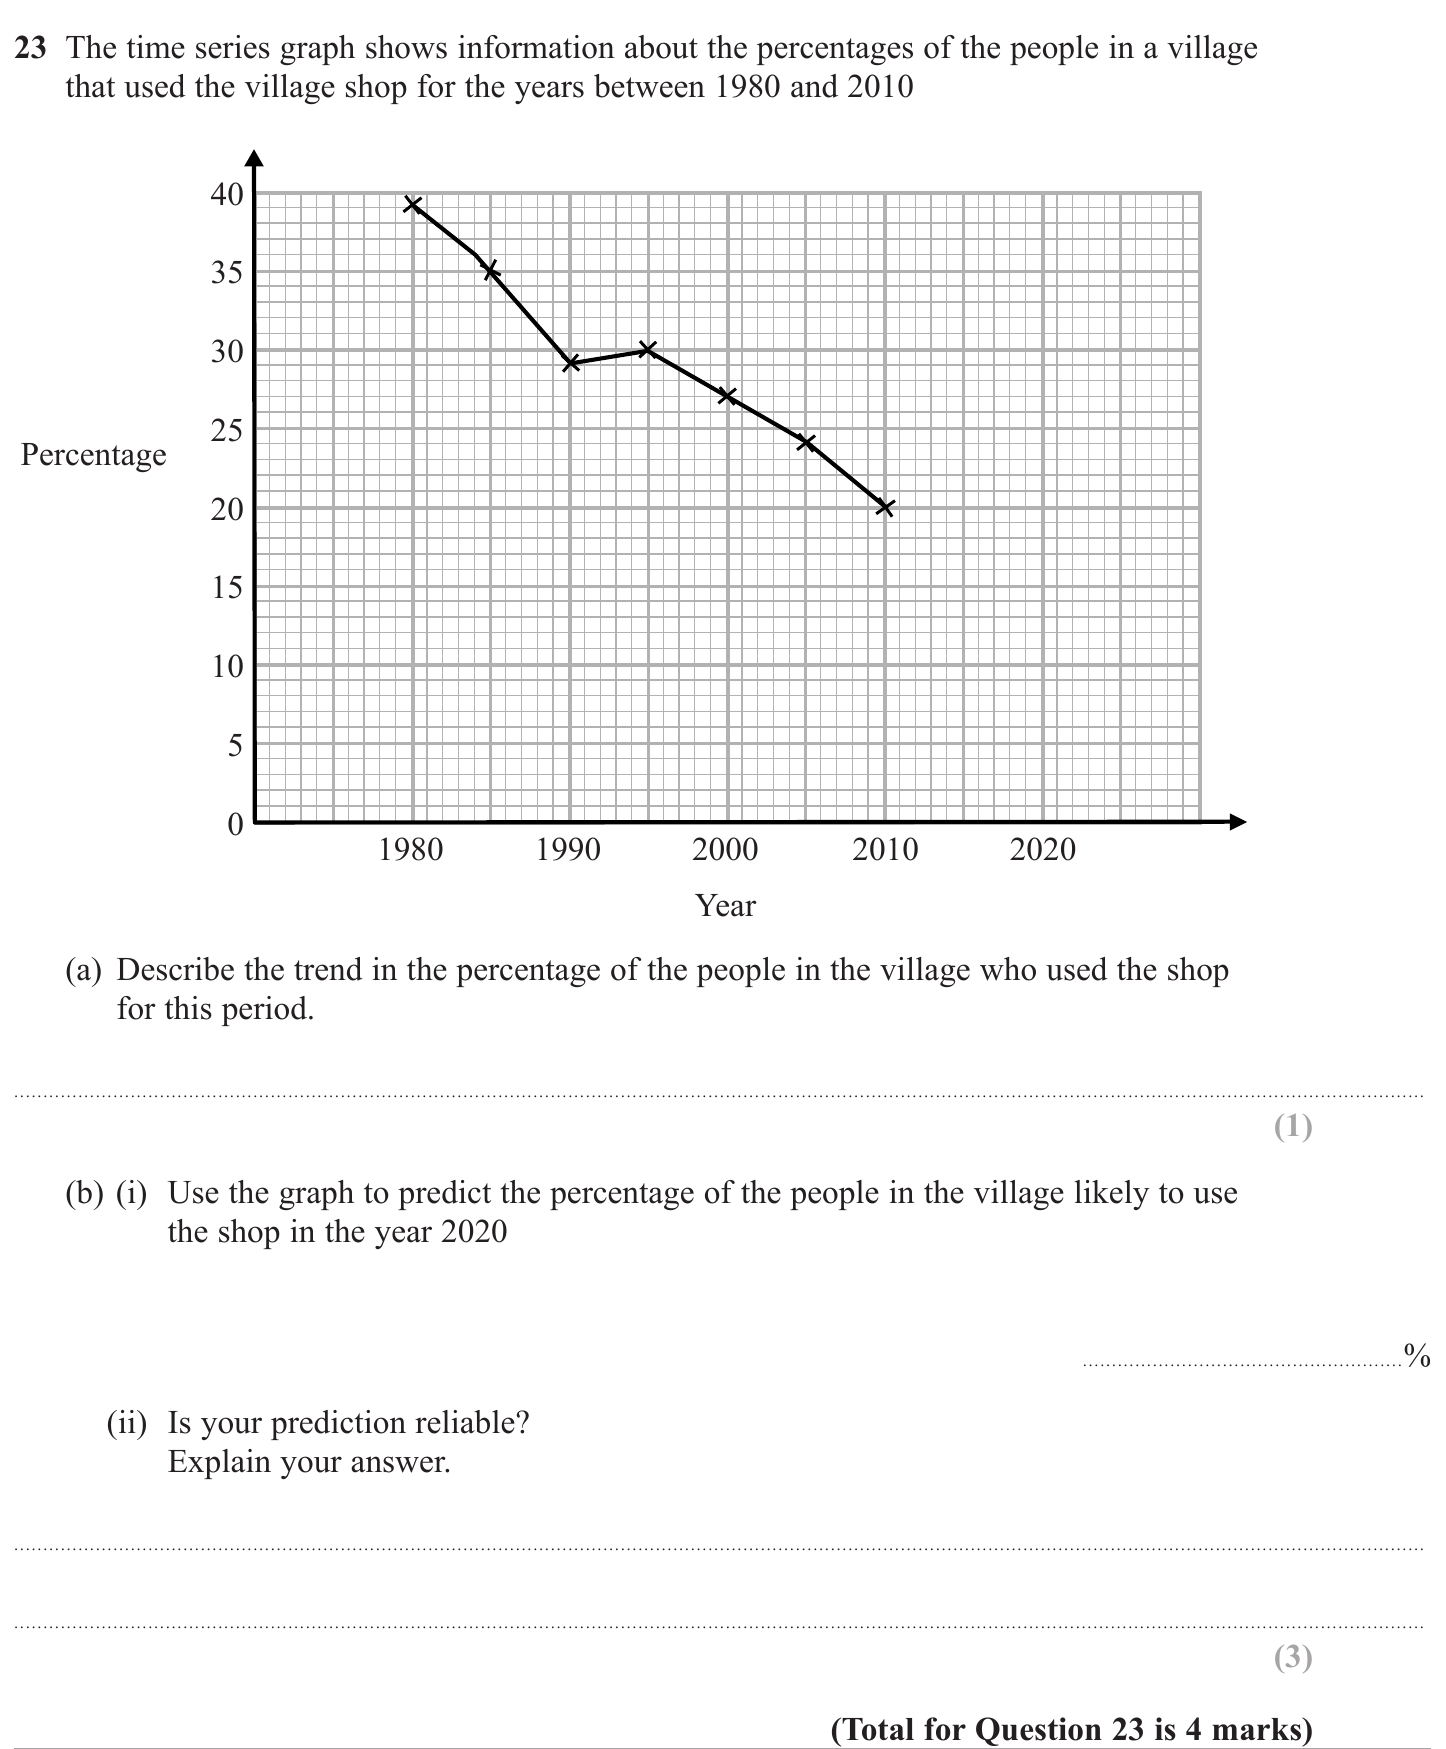 23 The time series graph shows information about the percentages of the people in a village
that used the village shop for the years between 1980 and 2010
40
35
30
25
Percentage
20
15
10
5
0
1980 1990 2000 2010 2020
Year
(a) Describe the trend in the percentage of the people in the village who used the shop
for this period.
(1)
(b) (i) Use the graph to predict the percentage of the people in the village likely to use
the shop in the year 2020
%
(ii) Is your prediction reliable?
Explain your answer.
(3)
(Total for Question 23 is 4 marks)